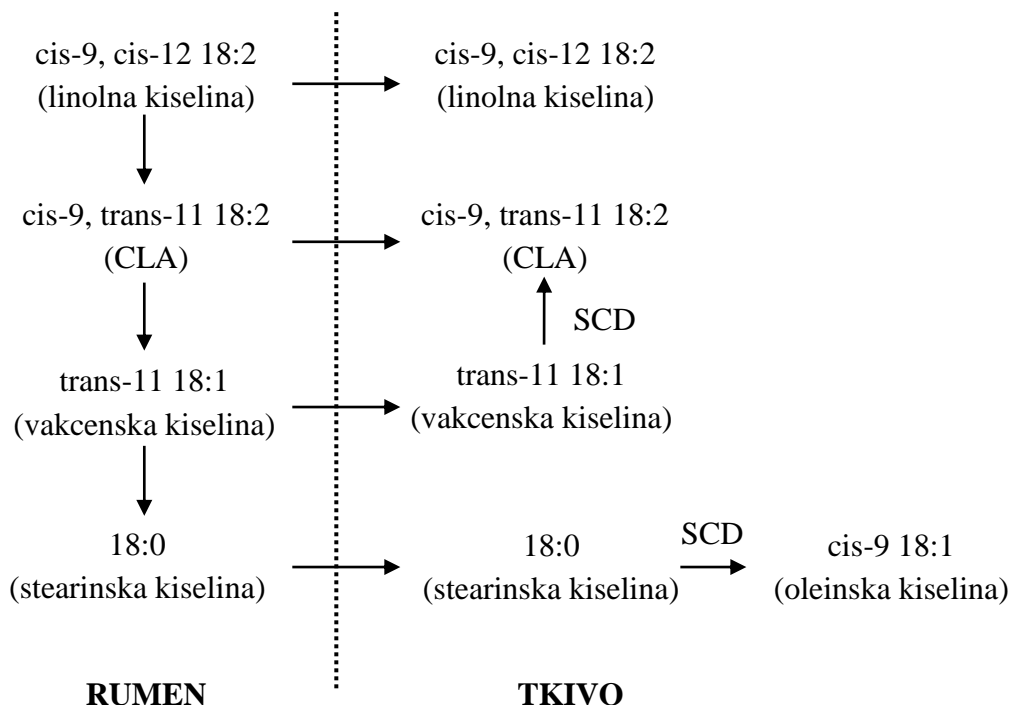 cis-9, cis-12 18:2
(linolna kiselina)
cis-9, cis-12 18:2
(linolna kiselina)
cis-9, trans-11 18:2
(CLA)
cis-9, trans-11 18:2
(CLA)
SCD
trans-11 18:1
(vakcenska kiselina)
trans-11 18:1
(vakcenska kiselina)
18:0
(stearinska kiselina)
18:0
(stearinska kiselina)
SCD
cis-9 18:1
(oleinska kiselina)
RUMEN
TKIVO